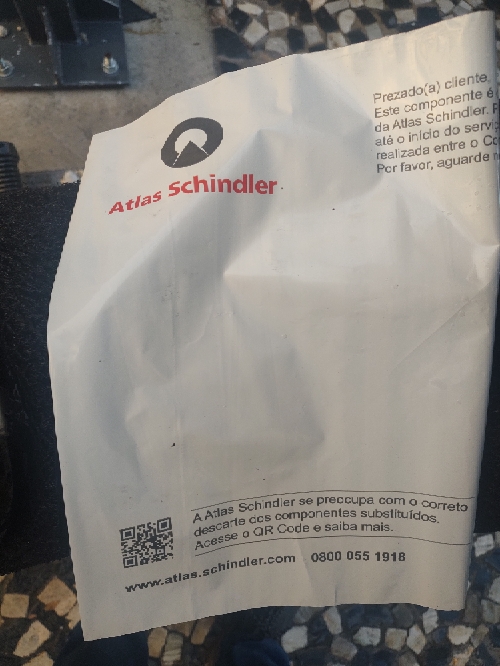 Prezado(a) cliente,
Este componente é
da Atlas Schindler.
até o início do
realizada entre o
Por favor, aguarde
Atlas Schindler
A Atlas Schindler se preocupa com o correto
descarte dos componentes substituídos.
Acesse o QR Code e saiba mais.
www.atlas.schindler.com 0800 055 1918